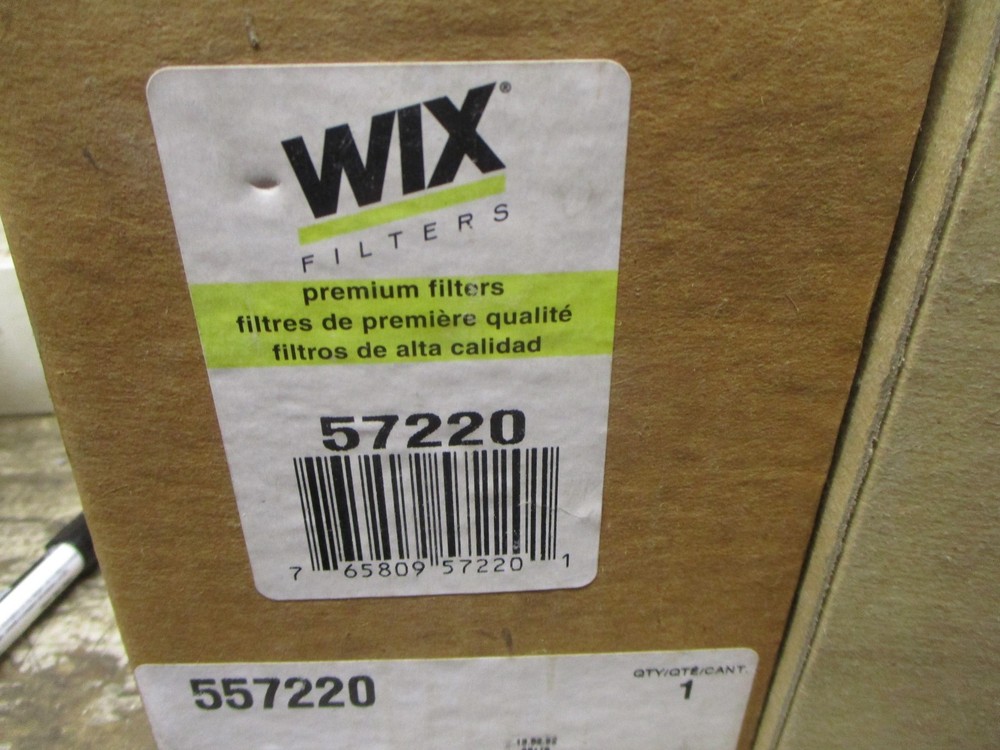 WIX®
FILTERS
premium filters
filtres de première qualité
filtros de alta calidad
57220
7 65809 57220 1
557220
QTY/QTÉ/CANT.
1